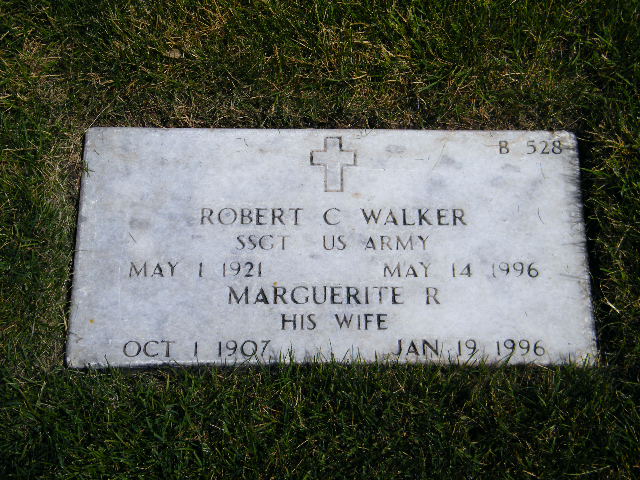 B 528
ROBERT C WALKER
SSGT US ARMY
MAY 1 1921 MAY 14 1996
MARGUERITE R
HIS WIFE
OCT 1 1907 JAN 19 1996